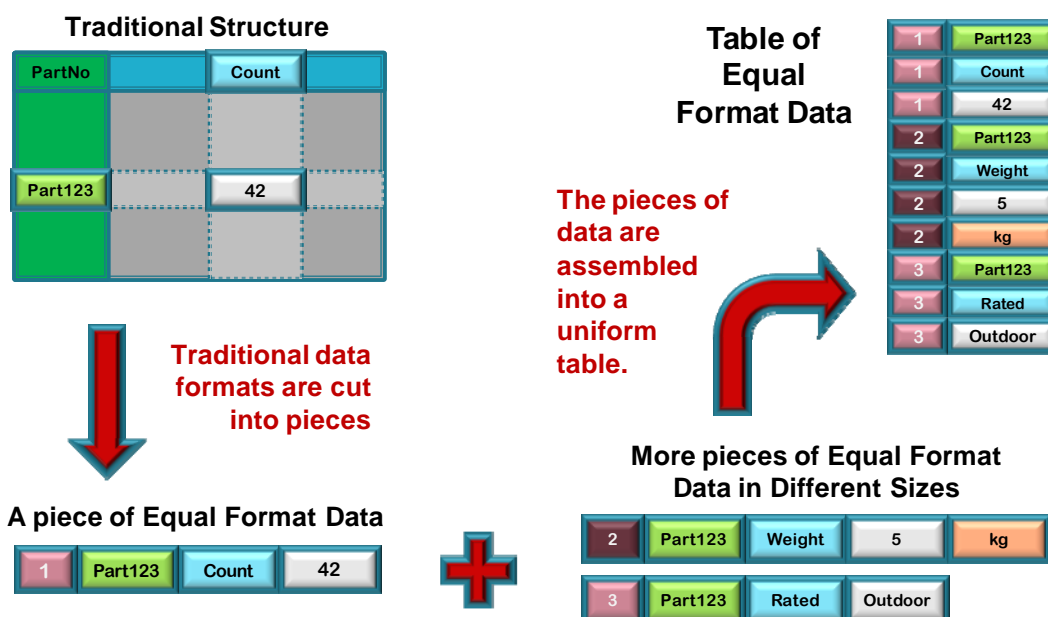 Traditional Structure
PartNo Count
Part123 42
Traditional data
formats are cut
into pieces
A piece of Equal Format Data
1 Part123 Count 42
Table of
Equal
Format Data
1 Part123
1 Count
1 42
2 Part123
2 Weight
2 5
2 kg
3 Part123
3 Rated
3 Outdoor
The pieces of
data are
assembled
into a
uniform
table.
More pieces of Equal Format
Data in Different Sizes
2 Part123 Weight 5 kg
3 Part123 Rated Outdoor